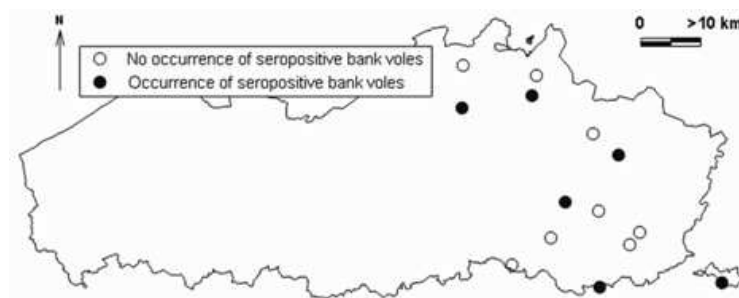 N
0 >10 km
No occurrence of seropositive bank voles
Occurrence of seropositive bank voles